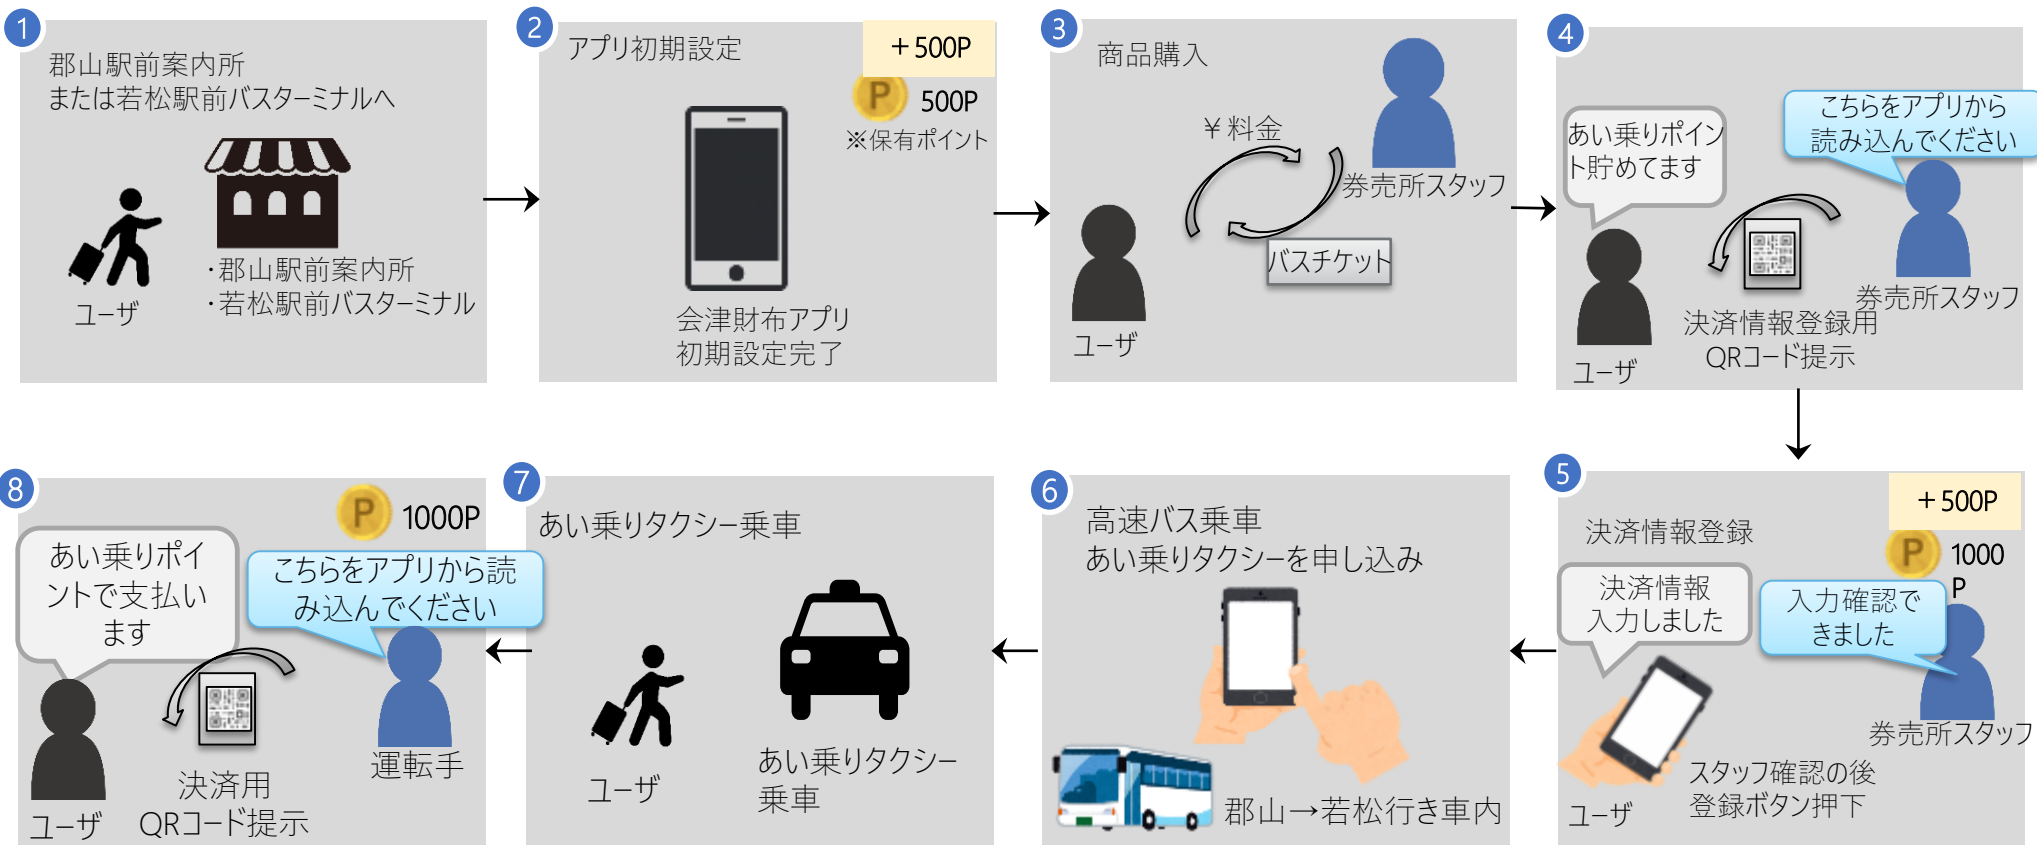 1
郡山駅前案内所
または若松駅前バスターミナルへ
ユーザ
・郡山駅前案内所
・若松駅前バスターミナル
2
アプリ初期設定
＋500P
P
500P
※保有ポイント
会津財布アプリ
初期設定完了
3
商品購入
￥料金
券売所スタッフ
バスチケット
ユーザ
4
あい乗りポイン
ト貯めてます
こちらをアプリから
読み込んでください
券売所スタッフ
決済情報登録用
QRコード提示
ユーザ
5
＋500P
決済情報登録
P
1000
P
決済情報
入力しました
入力確認で
きました
券売所スタッフ
スタッフ確認の後
登録ボタン押下
ユーザ
6
高速バス乗車
あい乗りタクシーを申し込み
郡山→若松行き車内
7
あい乗りタクシー乗車
ユーザ
あい乗りタクシー
乗車
8
P
1000P
あい乗りポイ
ントで支払い
ます
こちらをアプリから読
み込んでください
運転手
決済用
QRコード提示
ユーザ